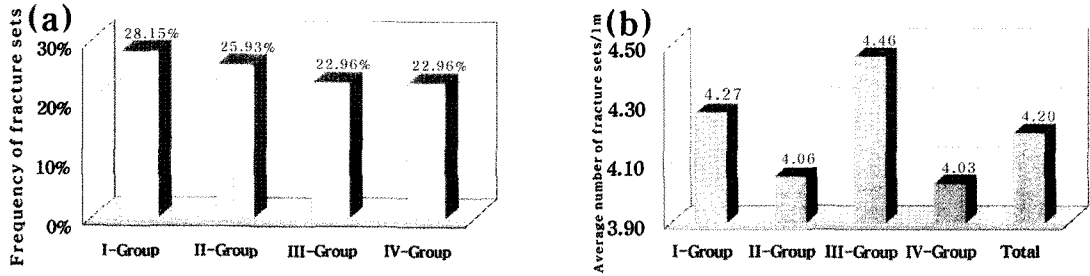 (a)
Frequency of fracture sets
30%
20%
10%
0%
28.15%
25.93%
22.96%
22.96%
I-Group
II-Group
III-Group
IV-Group
(b)
Average number of fracture sets/1m
4.50
4.30
4.10
3.90
4.27
4.06
4.46
4.03
4.20
I-Group
II-Group
III-Group
IV-Group
Total